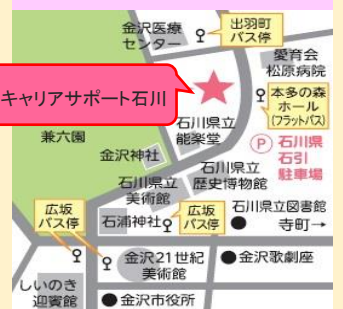 金沢医療
センター
出羽町
バス停
愛育会
松原病院
キャリアサポート石川
本多の森
ホール
(フラットバス)
兼六園
石川県立
能楽堂
P
石川県
石引
駐車場
金沢神社
石川県立
美術館
石川県立
歴史博物館
広坂
バス停
石浦神社
広坂
バス停
石川県立図書館
寺町→
金沢21世紀
美術館
金沢歌劇座
しいのき
迎賓館
金沢市役所